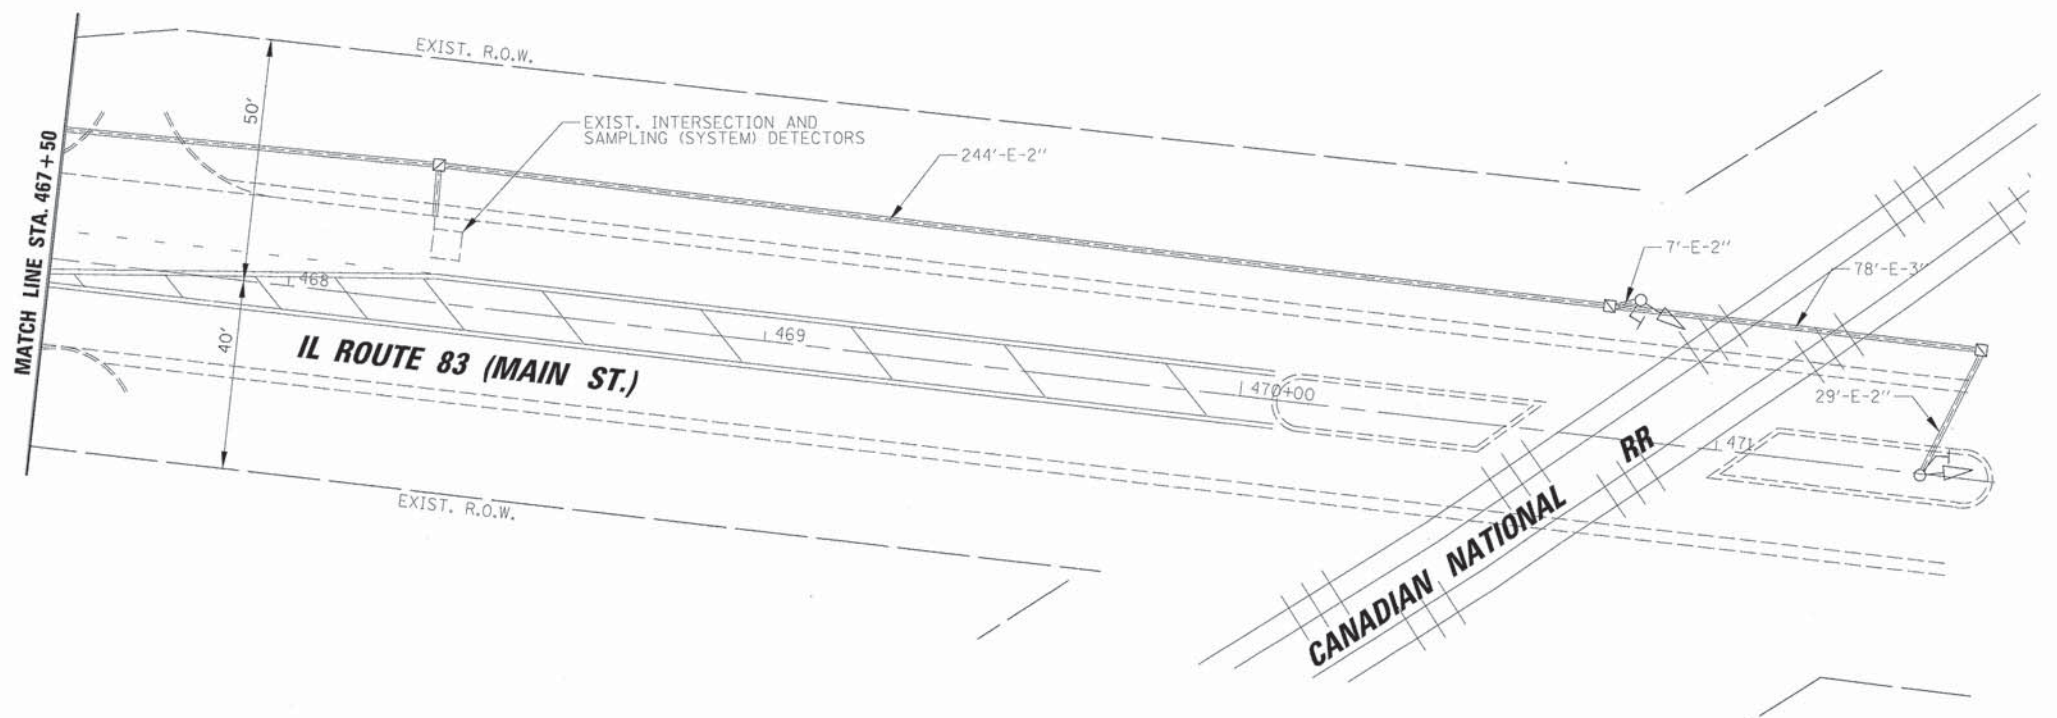 EXIST. R.O.W.
50'
EXIST. INTERSECTION AND
SAMPLING (SYSTEM) DETECTORS
244'-E-2"
MATCH LINE STA. 467+50
7'-E-2"
78'-E-3"
468
469
40'
IL ROUTE 83 (MAIN ST.)
470+00
29'-E-2"
471
CANADIAN NATIONAL RR
EXIST. R.O.W.